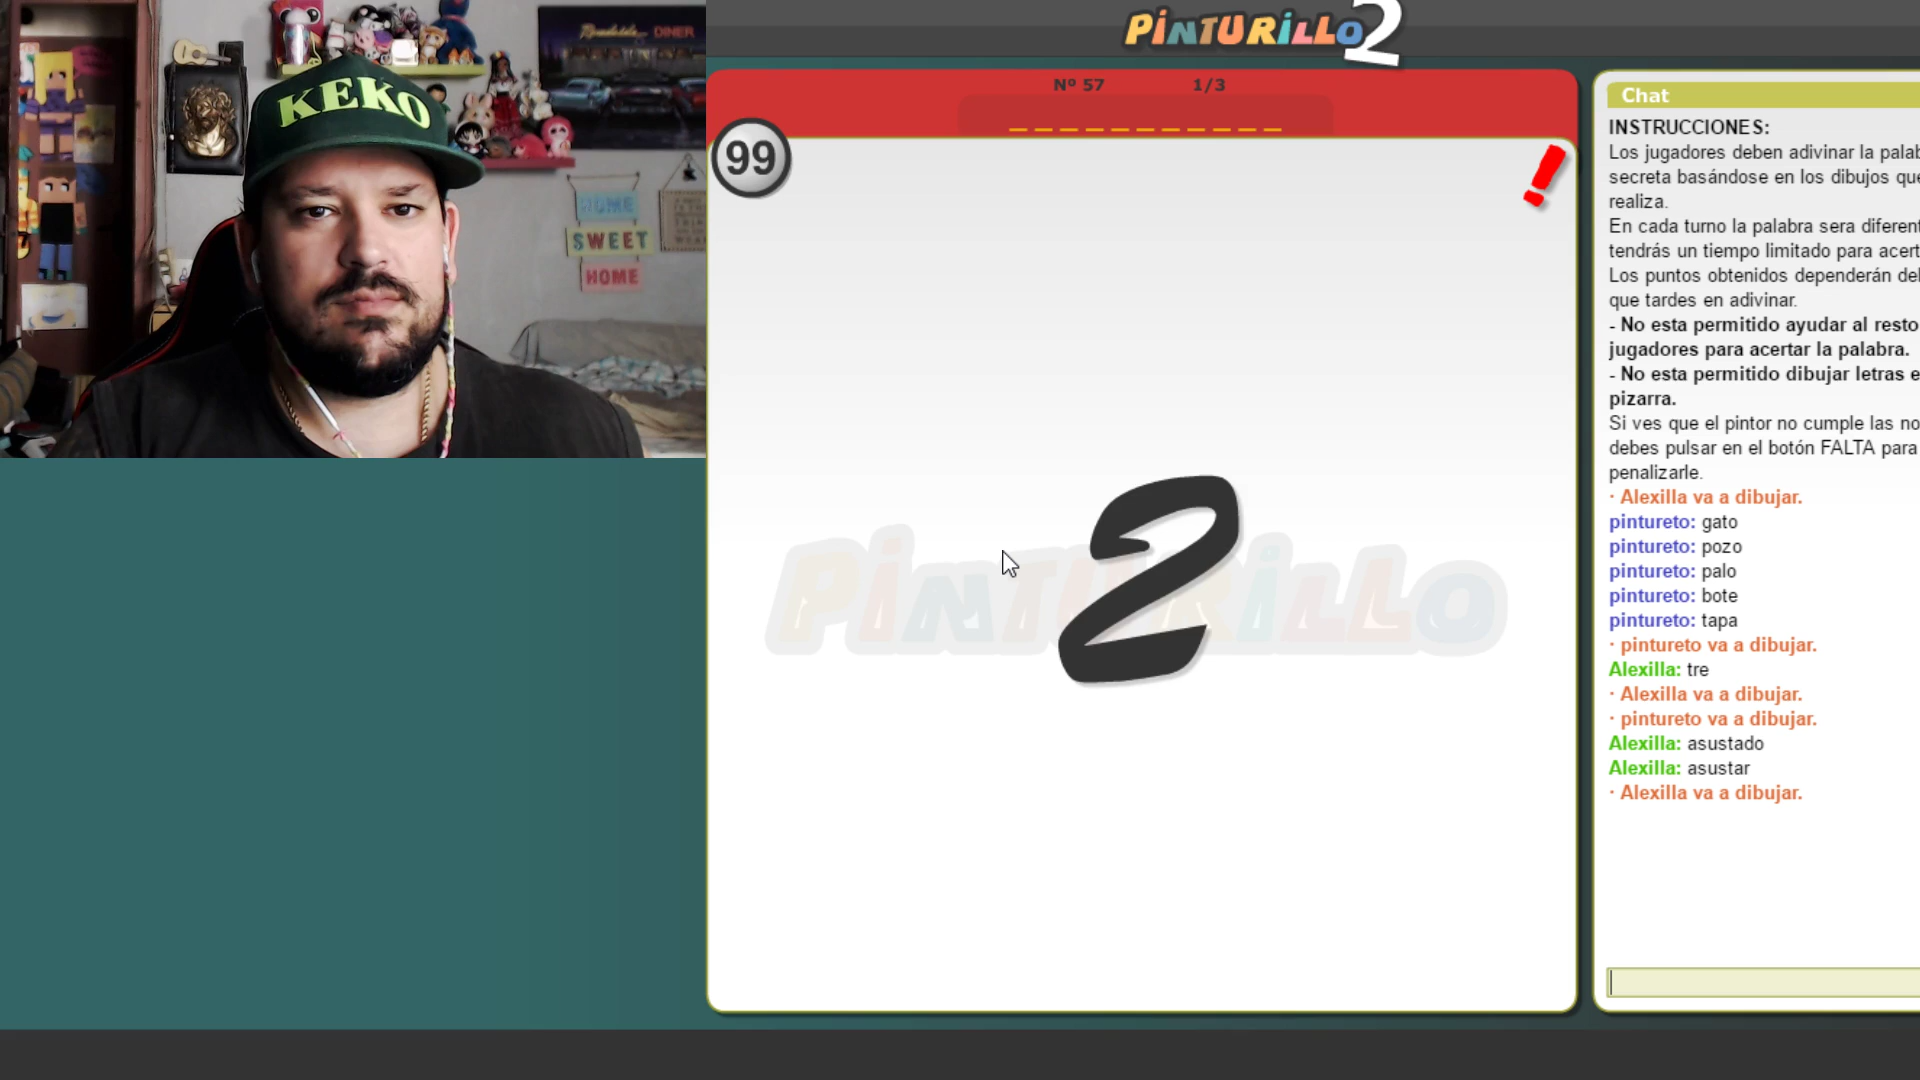 Roadside DINER
KEKO
HOME
SWEET
HOME
PiNTURiLLO2
Nº 57 1/3
_ _ _ _ _ _ _ _ _ _ _
99
!
PiNTURiLLO
2
Chat
INSTRUCCIONES:
Los jugadores deben adivinar la palab
secreta basándose en los dibujos que
realiza.
En cada turno la palabra sera diferent
tendrás un tiempo limitado para acert
Los puntos obtenidos dependerán del
que tardes en adivinar.
- No esta permitido ayudar al resto
jugadores para acertar la palabra.
- No esta permitido dibujar letras e
pizarra.
Si ves que el pintor no cumple las no
debes pulsar en el botón FALTA para
penalizarle.
· Alexilla va a dibujar.
pintureto: gato
pintureto: pozo
pintureto: palo
pintureto: bote
pintureto: tapa
· pintureto va a dibujar.
Alexilla: tre
· Alexilla va a dibujar.
· pintureto va a dibujar.
Alexilla: asustado
Alexilla: asustar
· Alexilla va a dibujar.